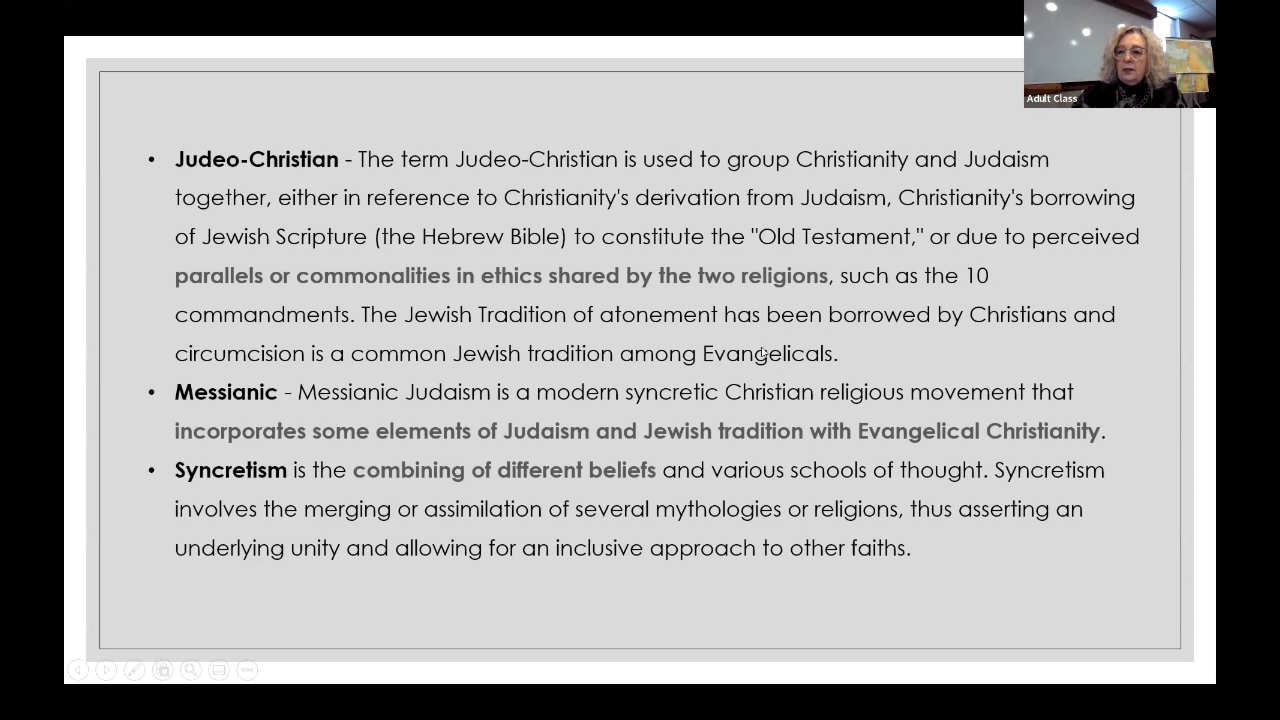 Adult Class
• Judeo-Christian - The term Judeo-Christian is used to group Christianity and Judaism
together, either in reference to Christianity's derivation from Judaism, Christianity's borrowing
of Jewish Scripture (the Hebrew Bible) to constitute the "Old Testament," or due to perceived
parallels or commonalities in ethics shared by the two religions, such as the 10
commandments. The Jewish Tradition of atonement has been borrowed by Christians and
circumcision is a common Jewish tradition among Evangelicals.
• Messianic - Messianic Judaism is a modern syncretic Christian religious movement that
incorporates some elements of Judaism and Jewish tradition with Evangelical Christianity.
• Syncretism is the combining of different beliefs and various schools of thought. Syncretism
involves the merging or assimilation of several mythologies or religions, thus asserting an
underlying unity and allowing for an inclusive approach to other faiths.